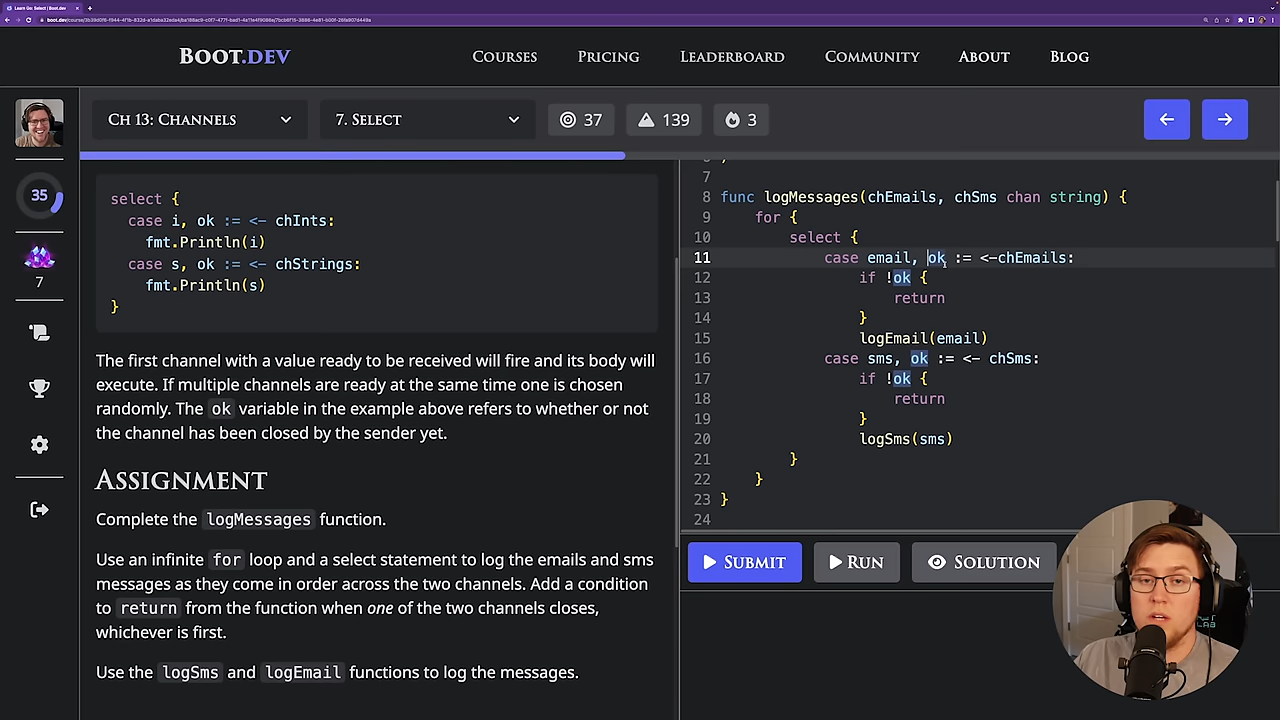 Learn Go: Select | Boot.dev
BOOT.DEV
COURSES
PRICING
LEADERBOARD
COMMUNITY
ABOUT
BLOG
CH 13: CHANNELS
7. SELECT
37
139
3
35
7
select {
case i, ok := <- chInts:
fmt.Println(i)
case s, ok := <- chStrings:
fmt.Println(s)
}
The first channel with a value ready to be received will fire and its body will
execute. If multiple channels are ready at the same time one is chosen
randomly. The ok variable in the example above refers to whether or not
the channel has been closed by the sender yet.
ASSIGNMENT
Complete the logMessages function.
Use an infinite for loop and a select statement to log the emails and sms
messages as they come in order across the two channels. Add a condition
to return from the function when one of the two channels closes,
whichever is first.
Use the logSms and logEmail functions to log the messages.
7
8 func logMessages(chEmails, chSms chan string) {
9 for {
10 select {
11 case email, ok := <-chEmails:
12 if !ok {
13 return
14 }
15 logEmail(email)
16 case sms, ok := <- chSms:
17 if !ok {
18 return
19 }
20 logSms(sms)
21 }
22 }
23 }
24
SUBMIT
RUN
SOLUTION